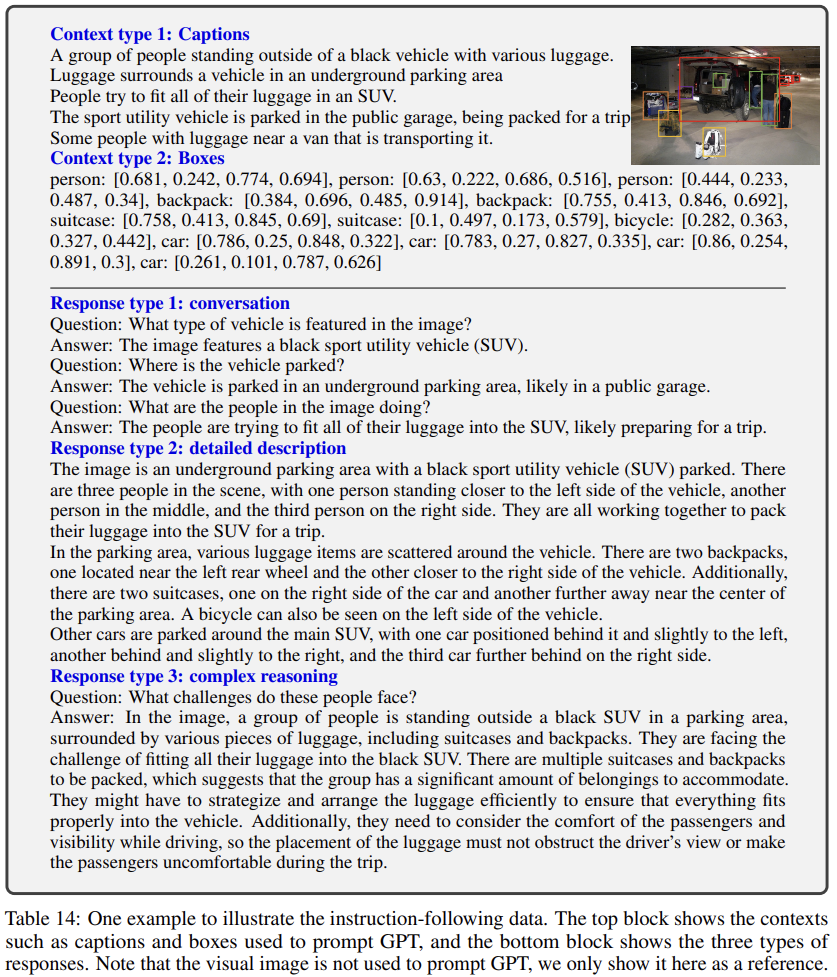 Context type 1: Captions
A group of people standing outside of a black vehicle with various luggage.
Luggage surrounds a vehicle in an underground parking area
People try to fit all of their luggage in an SUV.
The sport utility vehicle is parked in the public garage, being packed for a trip
Some people with luggage near a van that is transporting it.
Context type 2: Boxes
person: [0.681, 0.242, 0.774, 0.694], person: [0.63, 0.222, 0.686, 0.516], person: [0.444, 0.233,
0.487, 0.34], backpack: [0.384, 0.696, 0.485, 0.914], backpack: [0.755, 0.413, 0.846, 0.692],
suitcase: [0.758, 0.413, 0.845, 0.69], suitcase: [0.1, 0.497, 0.173, 0.579], bicycle: [0.282, 0.363,
0.327, 0.442], car: [0.786, 0.25, 0.848, 0.322], car: [0.783, 0.27, 0.827, 0.335], car: [0.86, 0.254,
0.891, 0.3], car: [0.261, 0.101, 0.787, 0.626]
Response type 1: conversation
Question: What type of vehicle is featured in the image?
Answer: The image features a black sport utility vehicle (SUV).
Question: Where is the vehicle parked?
Answer: The vehicle is parked in an underground parking area, likely in a public garage.
Question: What are the people in the image doing?
Answer: The people are trying to fit all of their luggage into the SUV, likely preparing for a trip.
Response type 2: detailed description
The image is an underground parking area with a black sport utility vehicle (SUV) parked. There
are three people in the scene, with one person standing closer to the left side of the vehicle, another
person in the middle, and the third person on the right side. They are all working together to pack
their luggage into the SUV for a trip.
In the parking area, various luggage items are scattered around the vehicle. There are two backpacks,
one located near the left rear wheel and the other closer to the right side of the vehicle. Additionally,
there are two suitcases, one on the right side of the car and another further away near the center of
the parking area. A bicycle can also be seen on the left side of the vehicle.
Other cars are parked around the main SUV, with one car positioned behind it and slightly to the left,
another behind and slightly to the right, and the third car further behind on the right side.
Response type 3: complex reasoning
Question: What challenges do these people face?
Answer: In the image, a group of people is standing outside a black SUV in a parking area,
surrounded by various pieces of luggage, including suitcases and backpacks. They are facing the
challenge of fitting all their luggage into the black SUV. There are multiple suitcases and backpacks
to be packed, which suggests that the group has a significant amount of belongings to accommodate.
They might have to strategize and arrange the luggage efficiently to ensure that everything fits
properly into the vehicle. Additionally, they need to consider the comfort of the passengers and
visibility while driving, so the placement of the luggage must not obstruct the driver's view or make
the passengers uncomfortable during the trip.
Table 14: One example to illustrate the instruction-following data. The top block shows the contexts
such as captions and boxes used to prompt GPT, and the bottom block shows the three types of
responses. Note that the visual image is not used to prompt GPT, we only show it here as a reference.